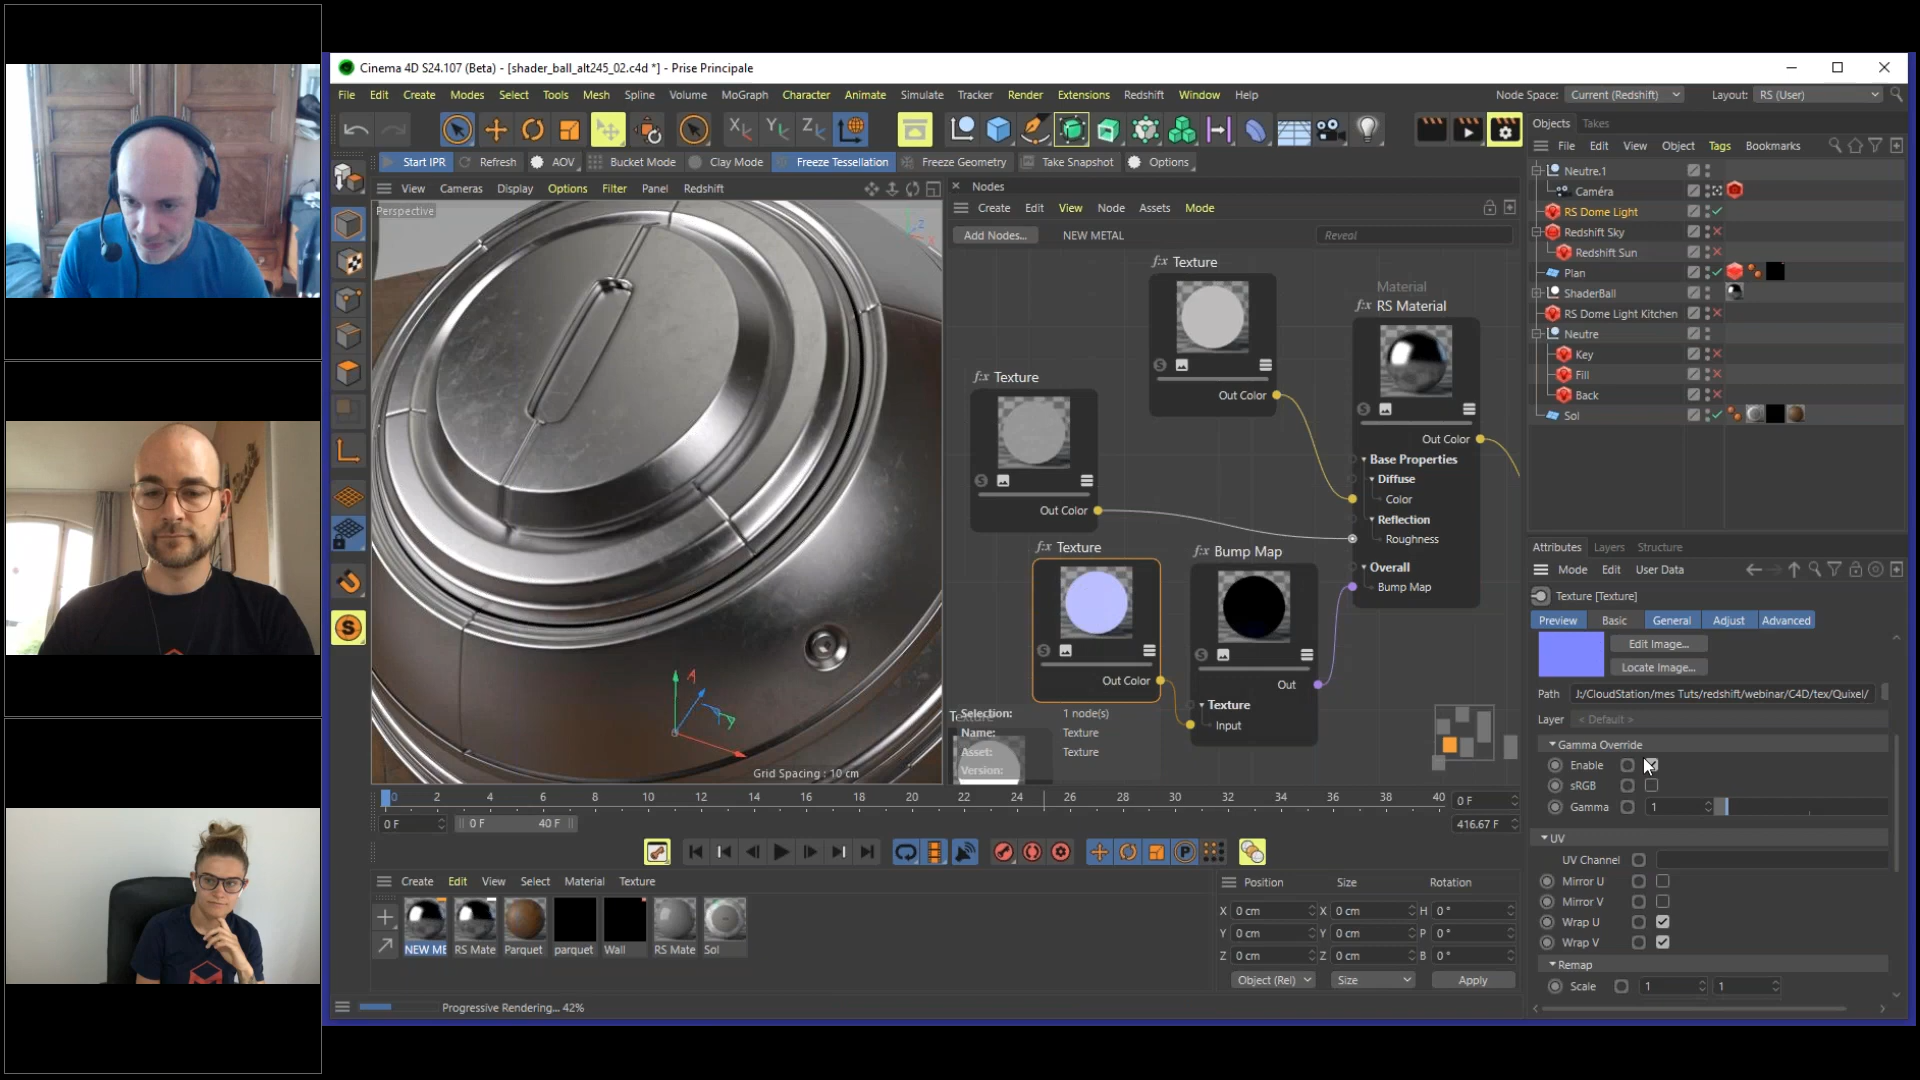 Cinema 4D S24.107 (Beta) - [shader_ball_alt245_02.c4d *] - Prise Principale
File Edit Create Modes Select Tools Mesh Spline Volume MoGraph Character Animate Simulate Tracker Render Extensions Redshift Window Help
Node Space: Current (Redshift) Layout: RS (User)
Start IPR Refresh AOV Bucket Mode Clay Mode Freeze Tessellation Freeze Geometry Take Snapshot Options
View Cameras Display Options Filter Panel Redshift
Perspective
Grid Spacing : 10 cm
Nodes
Create Edit View Node Assets Mode
Add Nodes... NEW METAL Reveal
Texture
Out Color
Texture
Out Color
Material
RS Material
Out Color
Base Properties
Diffuse
Color
Reflection
Roughness
Overall
Bump Map
Texture
Out Color
Bump Map
Out
Texture
Input
Selection: 1 node(s)
Name: Texture
Asset: Texture
Version:
Objects Takes
File Edit View Object Tags Bookmarks
Neutre.1
Caméra
RS Dome Light
Redshift Sky
Redshift Sun
Plan
ShaderBall
RS Dome Light Kitchen
Neutre
Key
Fill
Back
Sol
Attributes Layers Structure
Mode Edit User Data
Texture [Texture]
Preview Basic General Adjust Advanced
Edit Image...
Locate Image...
Path J:/CloudStation/mes Tuts/redshift/webinar/C4D/tex/Quixel/
Layer < Default >
Gamma Override
Enable
sRGB
Gamma 1
UV
UV Channel
Mirror U
Mirror V
Wrap U
Wrap V
Remap
Scale 1 1
0 2 4 6 8 10 12 14 16 18 20 22 24 26 28 30 32 34 36 38 40 0 F
0 F 0 F 40 F 416.67 F
Create Edit View Select Material Texture
NEW ME RS Mate Parquet parquet Wall RS Mate Sol
Position Size Rotation
X 0 cm X 0 cm H 0 °
Y 0 cm Y 0 cm P 0 °
Z 0 cm Z 0 cm B 0 °
Object (Rel) Size Apply
Progressive Rendering... 42%